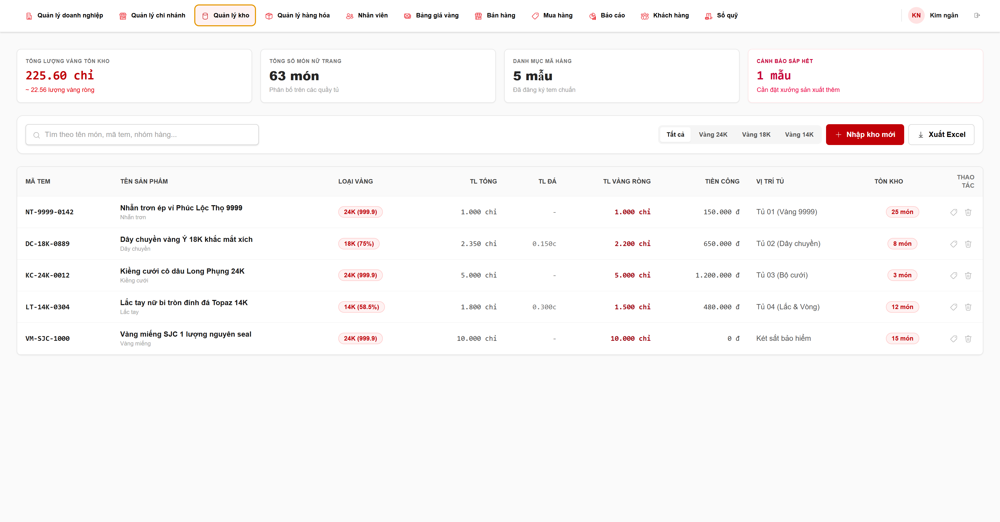 Quản lý doanh nghiệp Quản lý chi nhánh Quản lý kho Quản lý hàng hóa Nhân viên Bảng giá vàng Bán hàng Mua hàng Báo cáo Khách hàng Sổ quỹ KN Kim ngân
TỔNG LƯỢNG VÀNG TỒN KHO
225.60 chỉ
~ 22.56 lượng vàng ròng
TỔNG SỐ MÓN NỮ TRANG
63 món
Phân bổ trên các quầy tủ
DANH MỤC MÃ HÀNG
5 mẫu
Đã đăng ký tem chuẩn
CẢNH BÁO SẮP HẾT
1 mẫu
Cần đặt xưởng sản xuất thêm
Tìm theo tên món, mã tem, nhóm hàng... Tất cả Vàng 24K Vàng 18K Vàng 14K Nhập kho mới Xuất Excel
MÃ TEM TÊN SẢN PHẨM LOẠI VÀNG TL TỔNG TL ĐÁ TL VÀNG RÒNG TIỀN CÔNG VỊ TRÍ TỦ TỒN KHO THAO TÁC
NT-9999-0142 Nhẫn trơn ép vỉ Phúc Lộc Thọ 9999 24K (999.9) 1.000 chỉ - 1.000 chỉ 150.000 đ Tủ 01 (Vàng 9999) 25 món
Nhẫn trơn
DC-18K-0889 Dây chuyền vàng Ý 18K khắc mắt xích 18K (75%) 2.350 chỉ 0.150c 2.200 chỉ 650.000 đ Tủ 02 (Dây chuyền) 8 món
Dây chuyền
KC-24K-0012 Kiềng cưới cô dâu Long Phụng 24K 24K (999.9) 5.000 chỉ - 5.000 chỉ 1.200.000 đ Tủ 03 (Bộ cưới) 3 món
Kiềng cưới
LT-14K-0304 Lắc tay nữ bi tròn đính đá Topaz 14K 14K (58.5%) 1.800 chỉ 0.300c 1.500 chỉ 480.000 đ Tủ 04 (Lắc & Vòng) 12 món
Lắc tay
VM-SJC-1000 Vàng miếng SJC 1 lượng nguyên seal 24K (999.9) 10.000 chỉ - 10.000 chỉ 0 đ Két sắt bảo hiểm 15 món
Vàng miếng